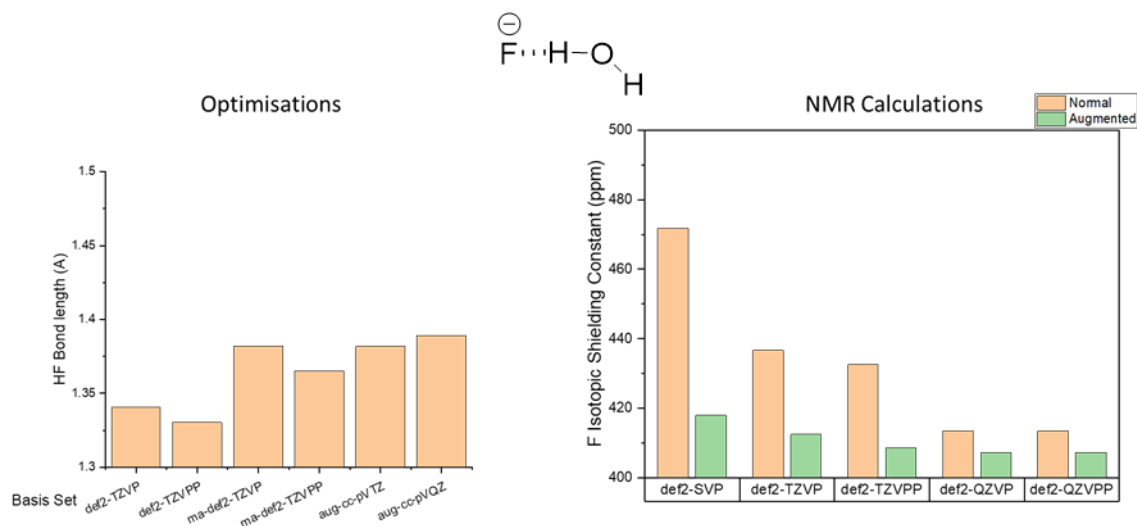 ⊖
F H O
H
Optimisations
NMR Calculations
Normal
Augmented
HF Bond length (A)
1.5
1.45
1.4
1.35
1.3
Basis Set
def2-TZVP
def2-TZVPP
ma-def2-TZVP
ma-def2-TZVPP
aug-cc-pVTZ
aug-cc-pVQZ
F Isotopic Shielding Constant (ppm)
500
480
460
440
420
400
def2-SVP def2-TZVP def2-TZVPP def2-QZVP def2-QZVPP